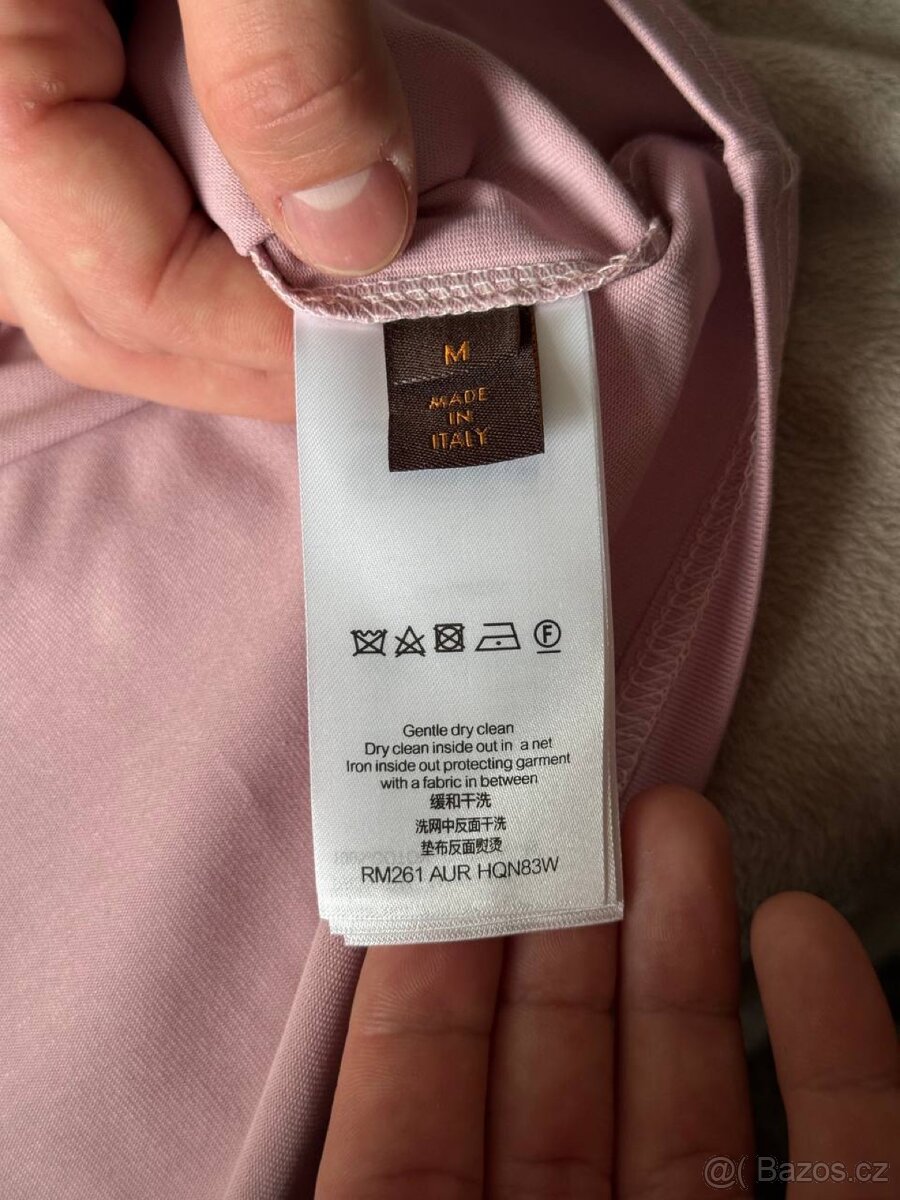 M
MADE
IN
ITALY
F
Gentle dry clean
Dry clean inside out in a net
Iron inside out protecting garment
with a fabric in between
缓和干洗
洗网中反面干洗
垫布反面熨烫
RM261 AUR HQN83W
@( Bazos.cz